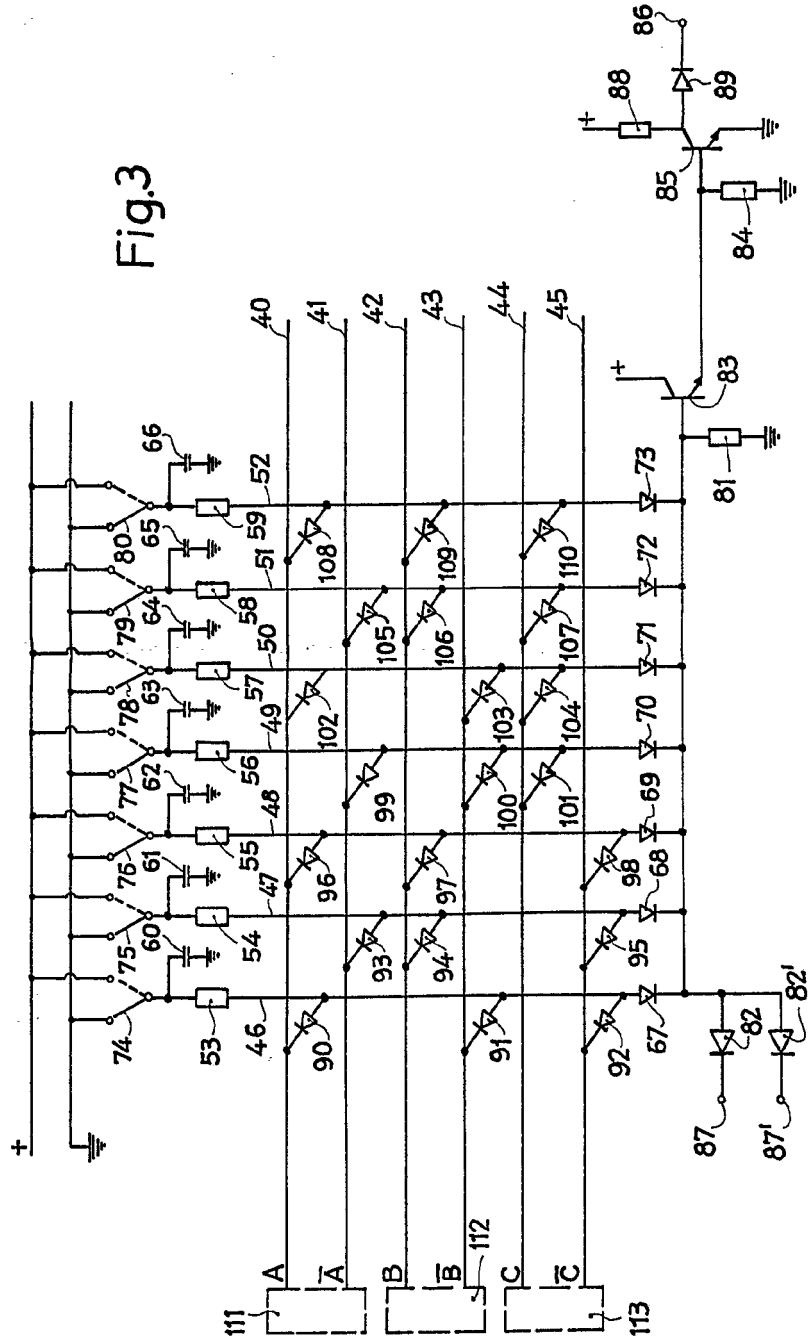 Fig.3
+
74 75 76 77 78 79 80
60 61 62 63 64 65 66
53 54 55 56 57 58 59
46 47 48 49 50 51 52
111 A 40
A̅ 41
112 B 42
B̅ 43
113 C 44
C̅ 45
90 93 96 99 102 105 108
91 94 97 100 103 106 109
92 95 98 101 104 107 110
67 68 69 70 71 72 73
87 82
87' 82'
81
+ 83
84
+ 88
85 89 86